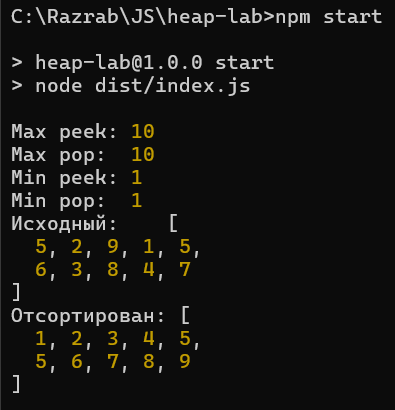 C:\Razrab\JS\heap-lab>npm start
> heap-lab@1.0.0 start
> node dist/index.js
Max peek: 10
Max pop:  10
Min peek: 1
Min pop:  1
Исходный:    [
  5, 2, 9, 1, 5,
  6, 3, 8, 4, 7
]
Отсортирован: [
  1, 2, 3, 4, 5,
  5, 6, 7, 8, 9
]